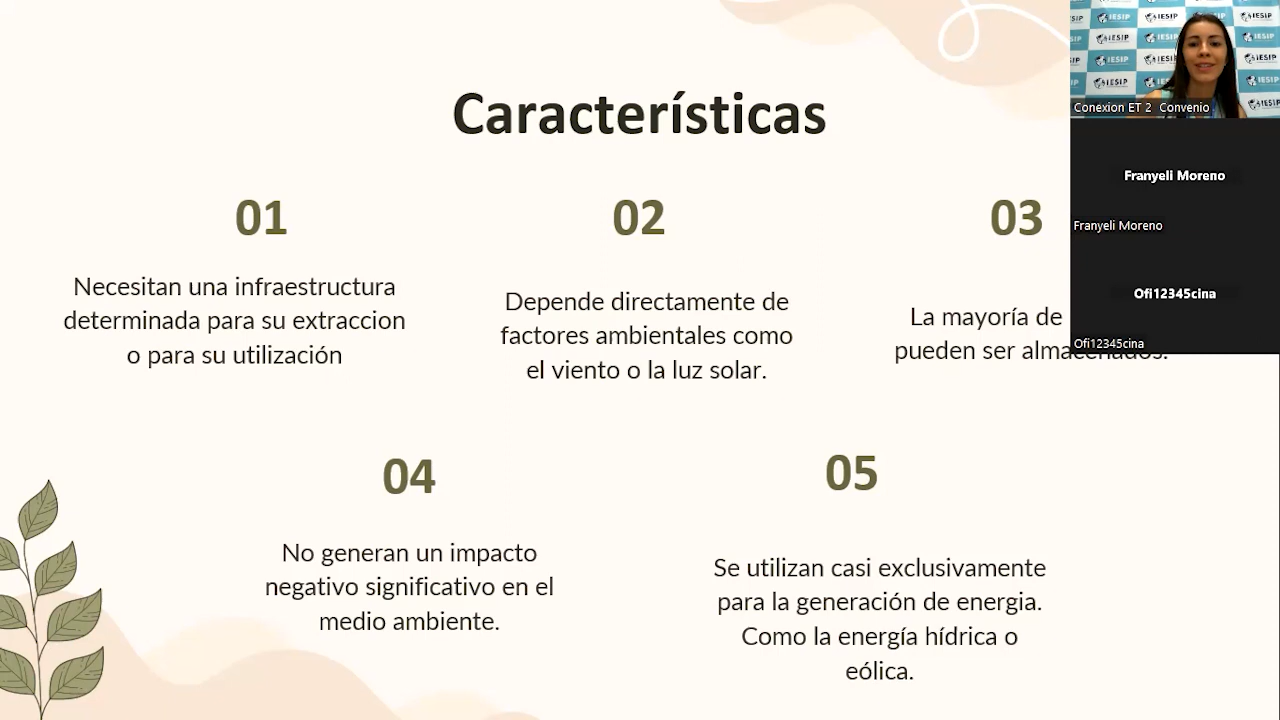 Características
01
Necesitan una infraestructura
determinada para su extraccion
o para su utilización
02
Depende directamente de
factores ambientales como
el viento o la luz solar.
03
La mayoría de
pueden ser almacenados.
04
No generan un impacto
negativo significativo en el
medio ambiente.
05
Se utilizan casi exclusivamente
para la generación de energia.
Como la energía hídrica o
eólica.
IESIP
Conexion ET 2 Convenio
Franyeli Moreno
Franyeli Moreno
Ofi12345cina
Ofi12345cina